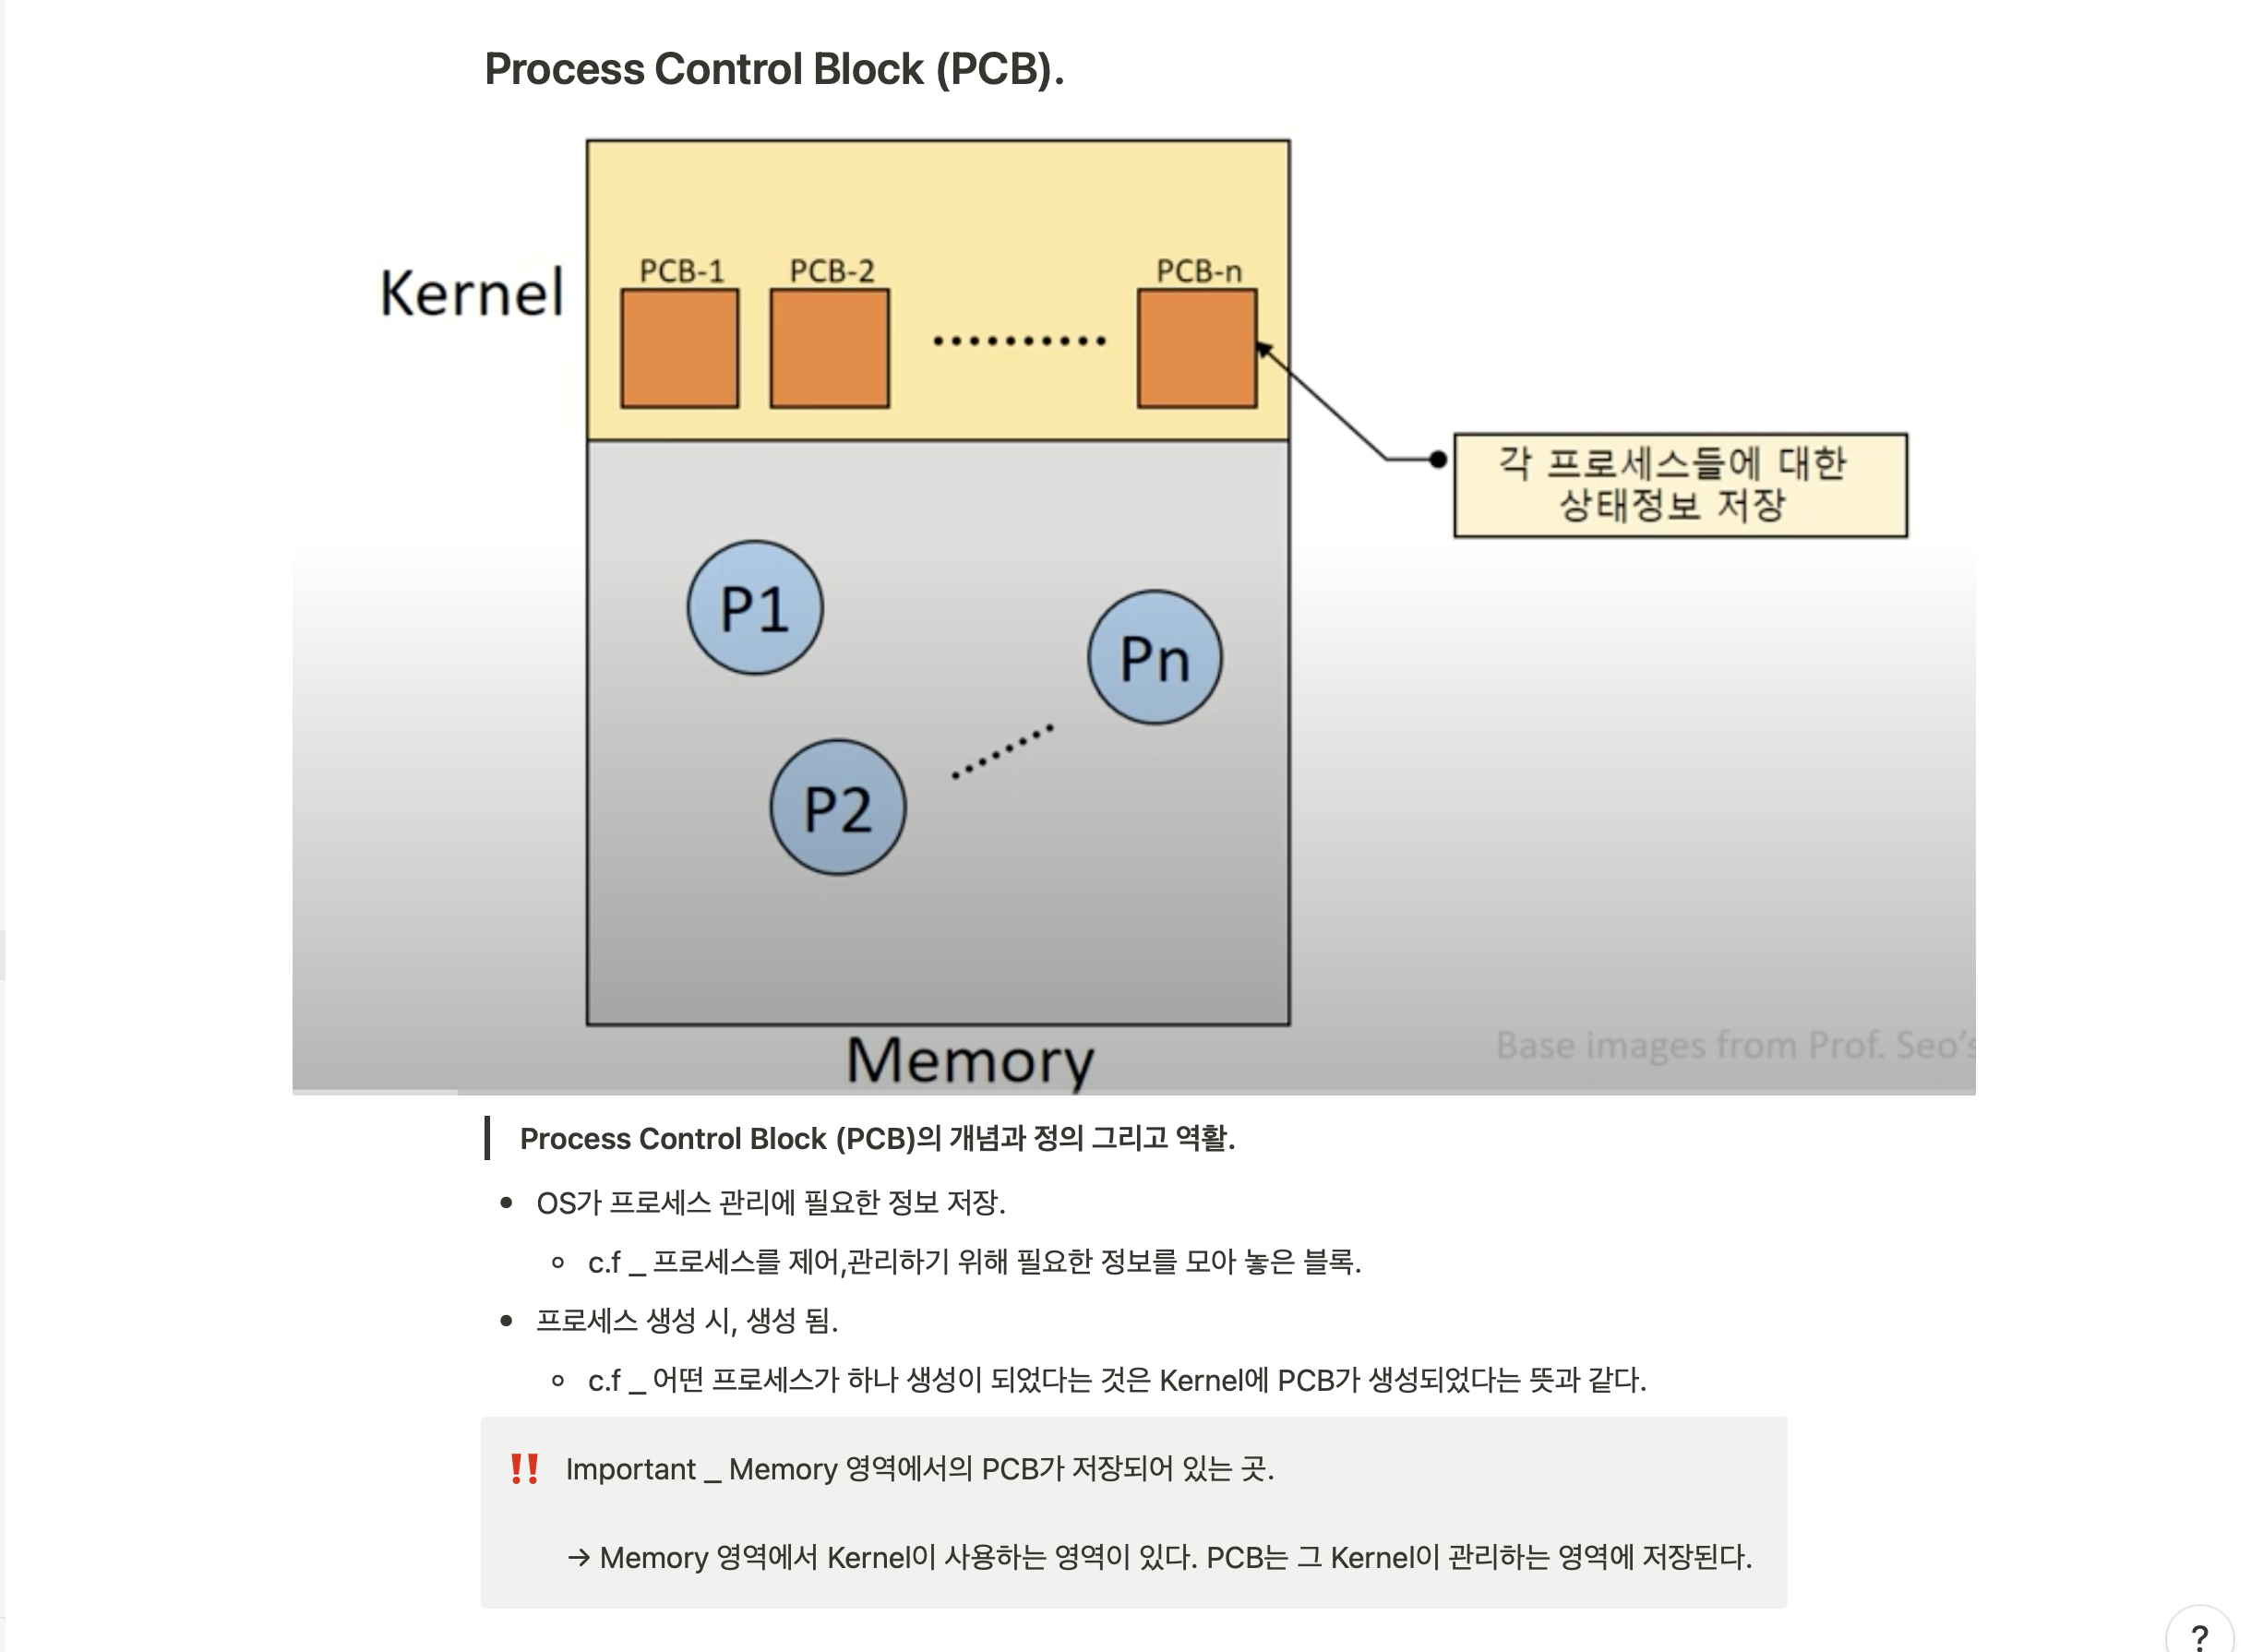 Process Control Block (PCB).
Kernel
PCB-1
PCB-2
PCB-n
각 프로세스들에 대한
상태정보 저장
P1
Pn
P2
Memory
Base images from Prof. Seo's
Process Control Block (PCB)의 개념과 정의 그리고 역활.
• OS가 프로세스 관리에 필요한 정보 저장.
◦ c.f _ 프로세스를 제어,관리하기 위해 필요한 정보를 모아 놓은 블록.
• 프로세스 생성 시, 생성 됨.
◦ c.f _ 어떤 프로세스가 하나 생성이 되었다는 것은 Kernel에 PCB가 생성되었다는 뜻과 같다.
‼️ Important _ Memory 영역에서의 PCB가 저장되어 있는 곳.
→ Memory 영역에서 Kernel이 사용하는 영역이 있다. PCB는 그 Kernel이 관리하는 영역에 저장된다.
?